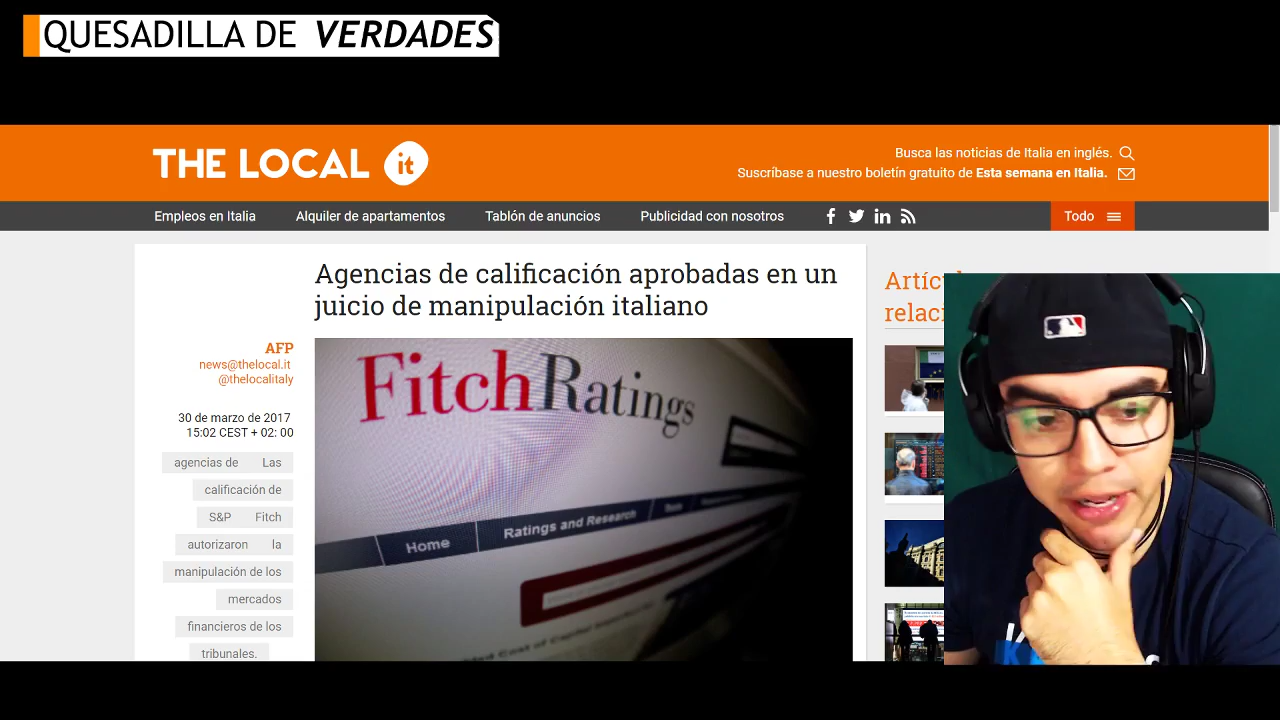 QUESADILLA DE VERDADES
THE LOCAL it
Busca las noticias de Italia en inglés.
Suscríbase a nuestro boletín gratuito de Esta semana en Italia.
Empleos en Italia
Alquiler de apartamentos
Tablón de anuncios
Publicidad con nosotros
Todo
Agencias de calificación aprobadas en un
juicio de manipulación italiano
AFP
news@thelocal.it
@thelocalitaly
30 de marzo de 2017
15:02 CEST + 02: 00
agencias de Las
calificación de
S&P Fitch
autorizaron la
manipulación de los
mercados
financieros de los
tribunales.
FitchRatings
Home
Ratings and Research